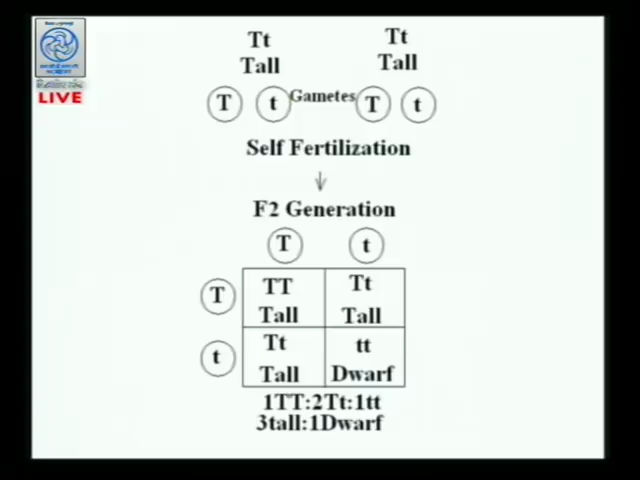 Tt Tt
Tall Tall
T t Gametes T t
Self Fertilization
F2 Generation
T t
T TT Tt
Tall Tall
t Tt tt
Tall Dwarf
1TT:2Tt:1tt
3tall:1Dwarf
LIVE